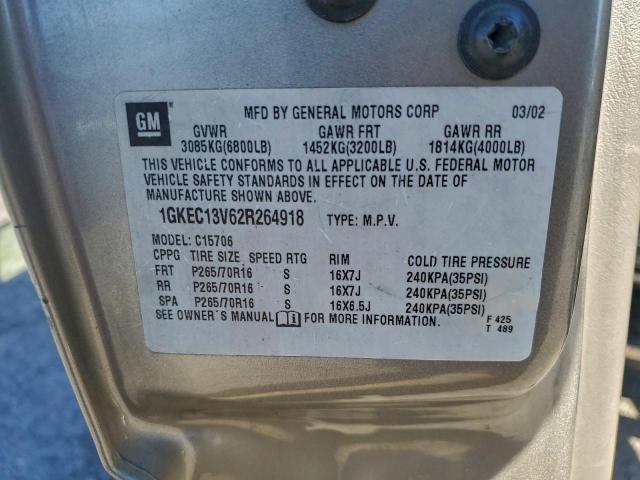 GM
MFD BY GENERAL MOTORS CORP 03/02
GVWR GAWR FRT GAWR RR
3085KG(6800LB) 1452KG(3200LB) 1814KG(4000LB)
THIS VEHICLE CONFORMS TO ALL APPLICABLE U.S. FEDERAL MOTOR
VEHICLE SAFETY STANDARDS IN EFFECT ON THE DATE OF
MANUFACTURE SHOWN ABOVE.
1GKEC13V62R264918 TYPE: M.P.V.
MODEL: C15706
CPPG TIRE SIZE SPEED RTG RIM COLD TIRE PRESSURE
FRT P265/70R16 S 16X7J 240KPA(35PSI)
RR P265/70R16 S 16X7J 240KPA(35PSI)
SPA P265/70R16 S 16X6.5J 240KPA(35PSI)
SEE OWNER'S MANUAL FOR MORE INFORMATION. F 425
T 489